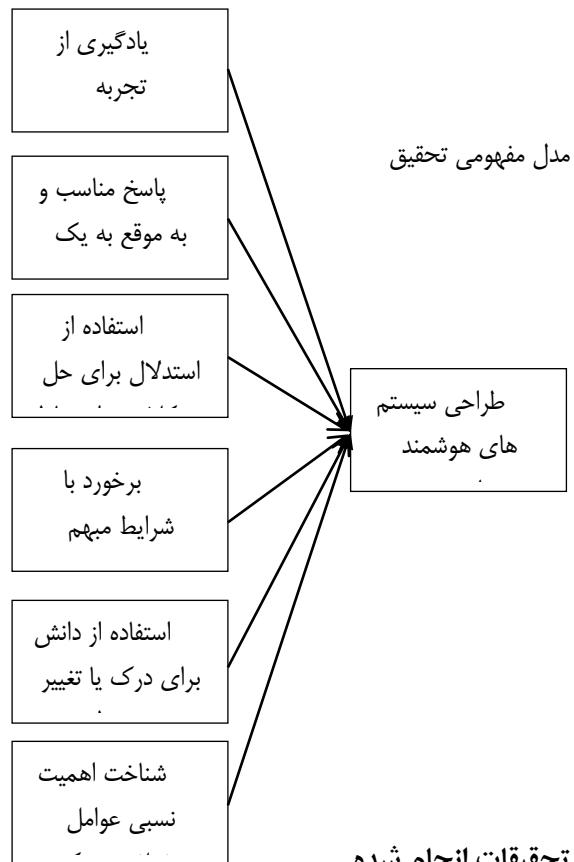 یادگیری از
تجربه
مدل مفهومی تحقیق
پاسخ مناسب و
به موقع به یک
استفاده از
استدلال برای حل
طراحی سیستم
های هوشمند
برخورد با
شرایط مبهم
استفاده از دانش
برای درک یا تغییر
شناخت اهمیت
نسبی عوامل
تحقیقات انجام شده